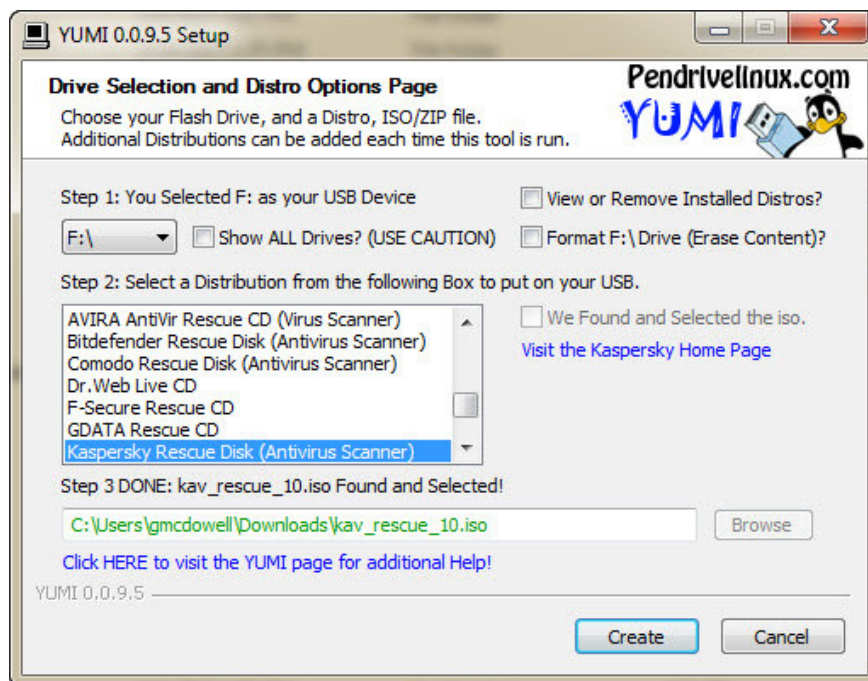 YUMI 0.0.9.5 Setup
Drive Selection and Distro Options Page
Choose your Flash Drive, and a Distro, ISO/ZIP file.
Additional Distributions can be added each time this tool is run.
Pendrivelinux.com
YUMI
Step 1: You Selected F: as your USB Device
View or Remove Installed Distros?
F:\
Show ALL Drives? (USE CAUTION)
Format F:\ Drive (Erase Content)?
Step 2: Select a Distribution from the following Box to put on your USB.
AVIRA AntiVir Rescue CD (Virus Scanner)
Bitdefender Rescue Disk (Antivirus Scanner)
Comodo Rescue Disk (Antivirus Scanner)
Dr.Web Live CD
F-Secure Rescue CD
GDATA Rescue CD
Kaspersky Rescue Disk (Antivirus Scanner)
We Found and Selected the iso.
Visit the Kaspersky Home Page
Step 3 DONE: kav_rescue_10.iso Found and Selected!
C:\Users\gmcdowell\Downloads\kav_rescue_10.iso
Browse
Click HERE to visit the YUMI page for additional Help!
YUMI 0.0.9.5
Create
Cancel